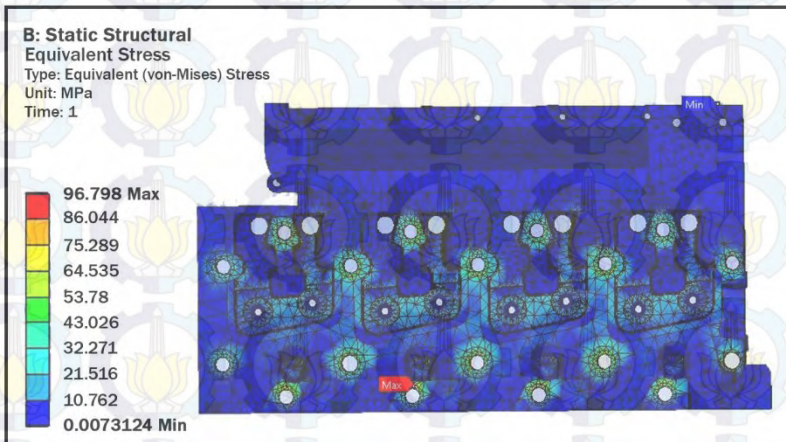 B: Static Structural
Equivalent Stress
Type: Equivalent (von-Mises) Stress
Unit: MPa
Time: 1
Min
96.798 Max
86.044
75.289
64.535
53.78
43.026
32.271
21.516
10.762
0.0073124 Min
Max